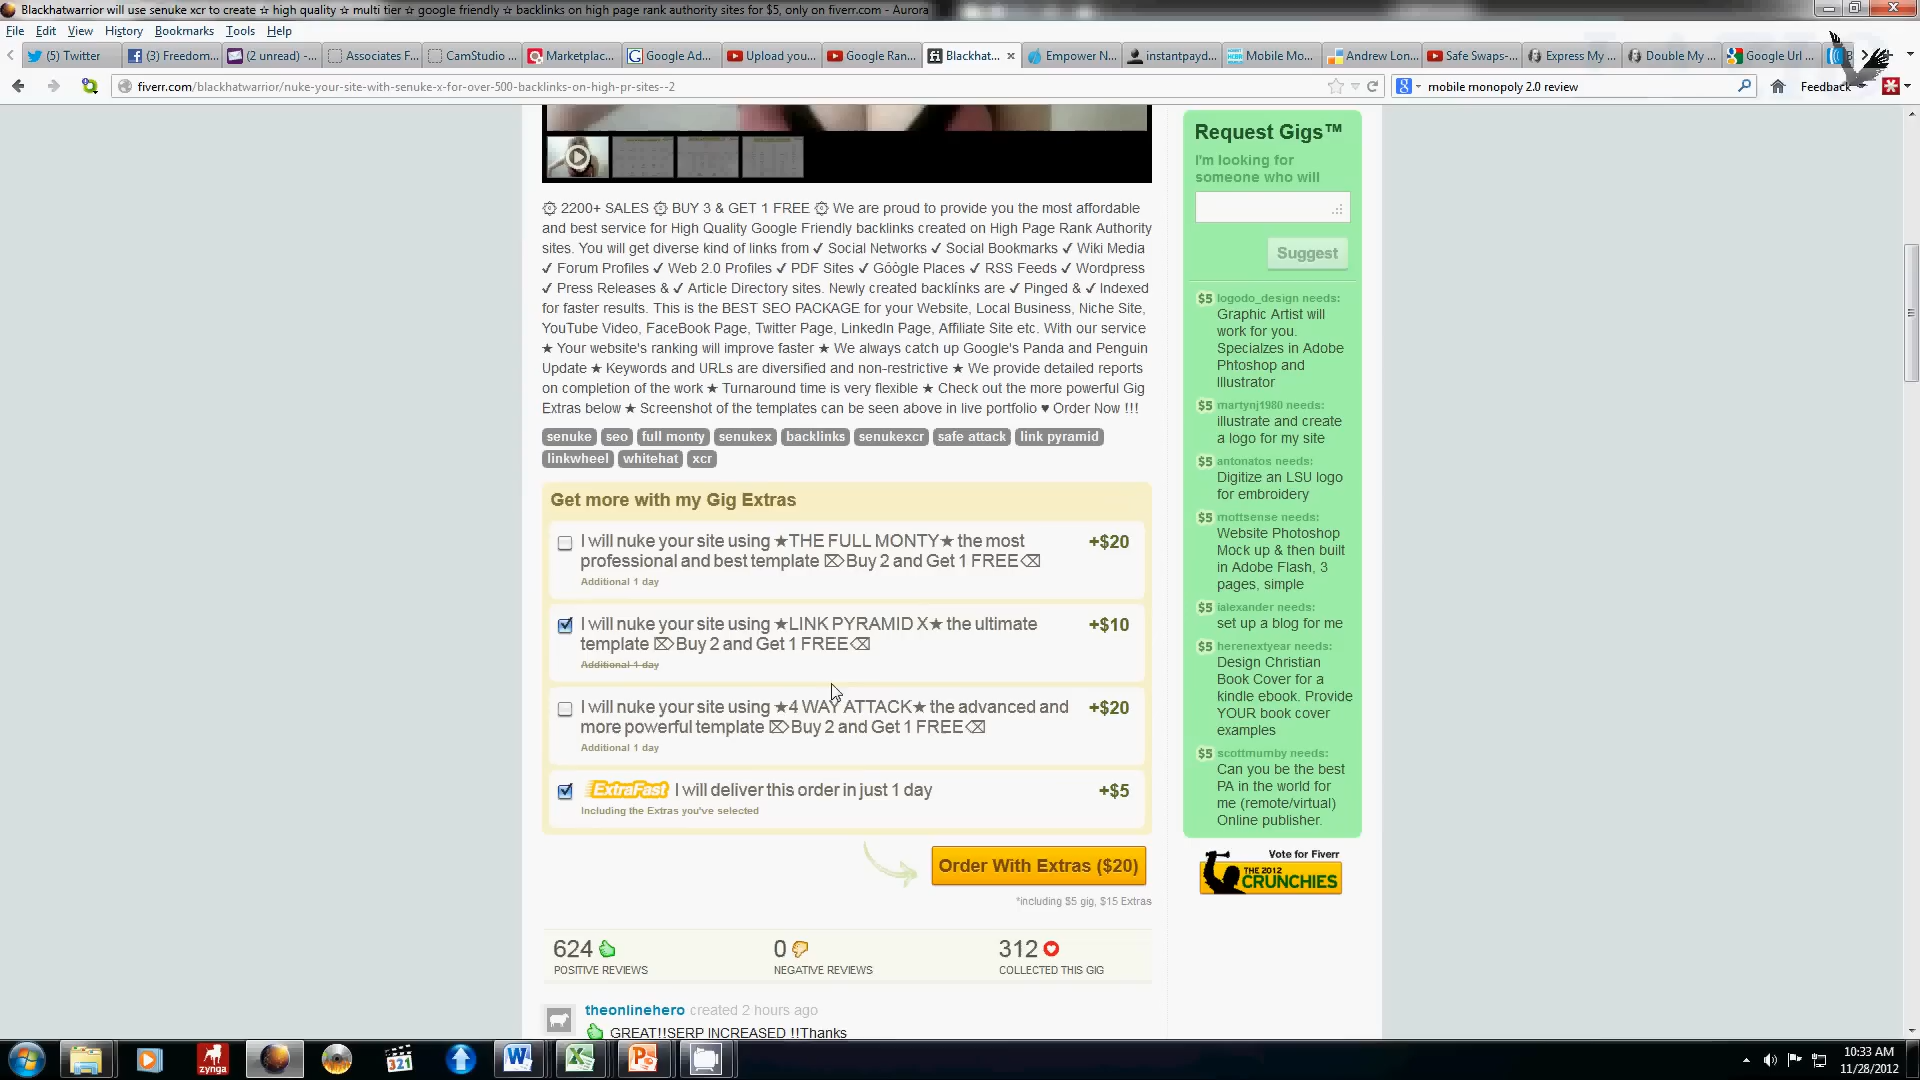 Blackhatwarrior will use senuke xcr to create ☆ high quality ☆ multi tier ☆ google friendly ☆ backlinks on high page rank authority sites for $5, only on fiverr.com - Aurora
File Edit View History Bookmarks Tools Help
(5) Twitter (3) Freedom... (2 unread) -... Associates F... CamStudio ... Marketplac... Google Ad... Upload you... Google Ran... Blackhat... Empower N... instantpayd... Mobile Mo... Andrew Lon... Safe Swaps-... Express My ... Double My ... Google Url ...
fiverr.com/blackhatwarrior/nuke-your-site-with-senuke-x-for-over-500-backlinks-on-high-pr-sites--2 mobile monopoly 2.0 review Feedback
⚙ 2200+ SALES ⚙ BUY 3 & GET 1 FREE ⚙ We are proud to provide you the most affordable
and best service for High Quality Google Friendly backlinks created on High Page Rank Authority
sites. You will get diverse kind of links from ✓ Social Networks ✓ Social Bookmarks ✓ Wiki Media
✓ Forum Profiles ✓ Web 2.0 Profiles ✓ PDF Sites ✓ Góògle Places ✓ RSS Feeds ✓ Wordpress
✓ Press Releases & ✓ Article Directory sites. Newly created backlínks are ✓ Pinged & ✓ Indexed
for faster results. This is the BEST SEO PACKAGE for your Website, Local Business, Niche Site,
YouTube Video, FaceBook Page, Twitter Page, LinkedIn Page, Affiliate Site etc. With our service
★ Your website's ranking will improve faster ★ We always catch up Google's Panda and Penguin
Update ★ Keywords and URLs are diversified and non-restrictive ★ We provide detailed reports
on completion of the work ★ Turnaround time is very flexible ★ Check out the more powerful Gig
Extras below ★ Screenshot of the templates can be seen above in live portfolio ♥ Order Now !!!
senuke seo full monty senukex backlinks senukexcr safe attack link pyramid
linkwheel whitehat xcr
Get more with my Gig Extras
I will nuke your site using ★THE FULL MONTY★ the most +$20
professional and best template ⌦Buy 2 and Get 1 FREE⌫
Additional 1 day
I will nuke your site using ★LINK PYRAMID X★ the ultimate +$10
template ⌦Buy 2 and Get 1 FREE⌫
Additional 1 day
I will nuke your site using ★4 WAY ATTACK★ the advanced and +$20
more powerful template ⌦Buy 2 and Get 1 FREE⌫
Additional 1 day
ExtraFast I will deliver this order in just 1 day +$5
Including the Extras you've selected
Order With Extras ($20)
*including $5 gig, $15 Extras
624 0 312
POSITIVE REVIEWS NEGATIVE REVIEWS COLLECTED THIS GIG
theonlinehero created 2 hours ago
GREAT!!SERP INCREASED !!Thanks
Request Gigs™
I'm looking for
someone who will
Suggest
$5 logodo_design needs:
Graphic Artist will
work for you.
Specialzes in Adobe
Phtoshop and
Illustrator
$5 martynj1980 needs:
illustrate and create
a logo for my site
$5 antonatos needs:
Digitize an LSU logo
for embroidery
$5 mottsense needs:
Website Photoshop
Mock up & then built
in Adobe Flash, 3
pages, simple
$5 ialexander needs:
set up a blog for me
$5 herenextyear needs:
Design Christian
Book Cover for a
kindle ebook. Provide
YOUR book cover
examples
$5 scottmumby needs:
Can you be the best
PA in the world for
me (remote/virtual)
Online publisher.
Vote for Fiverr
THE 2012
CRUNCHIES
zynga 321 10:33 AM
11/28/2012